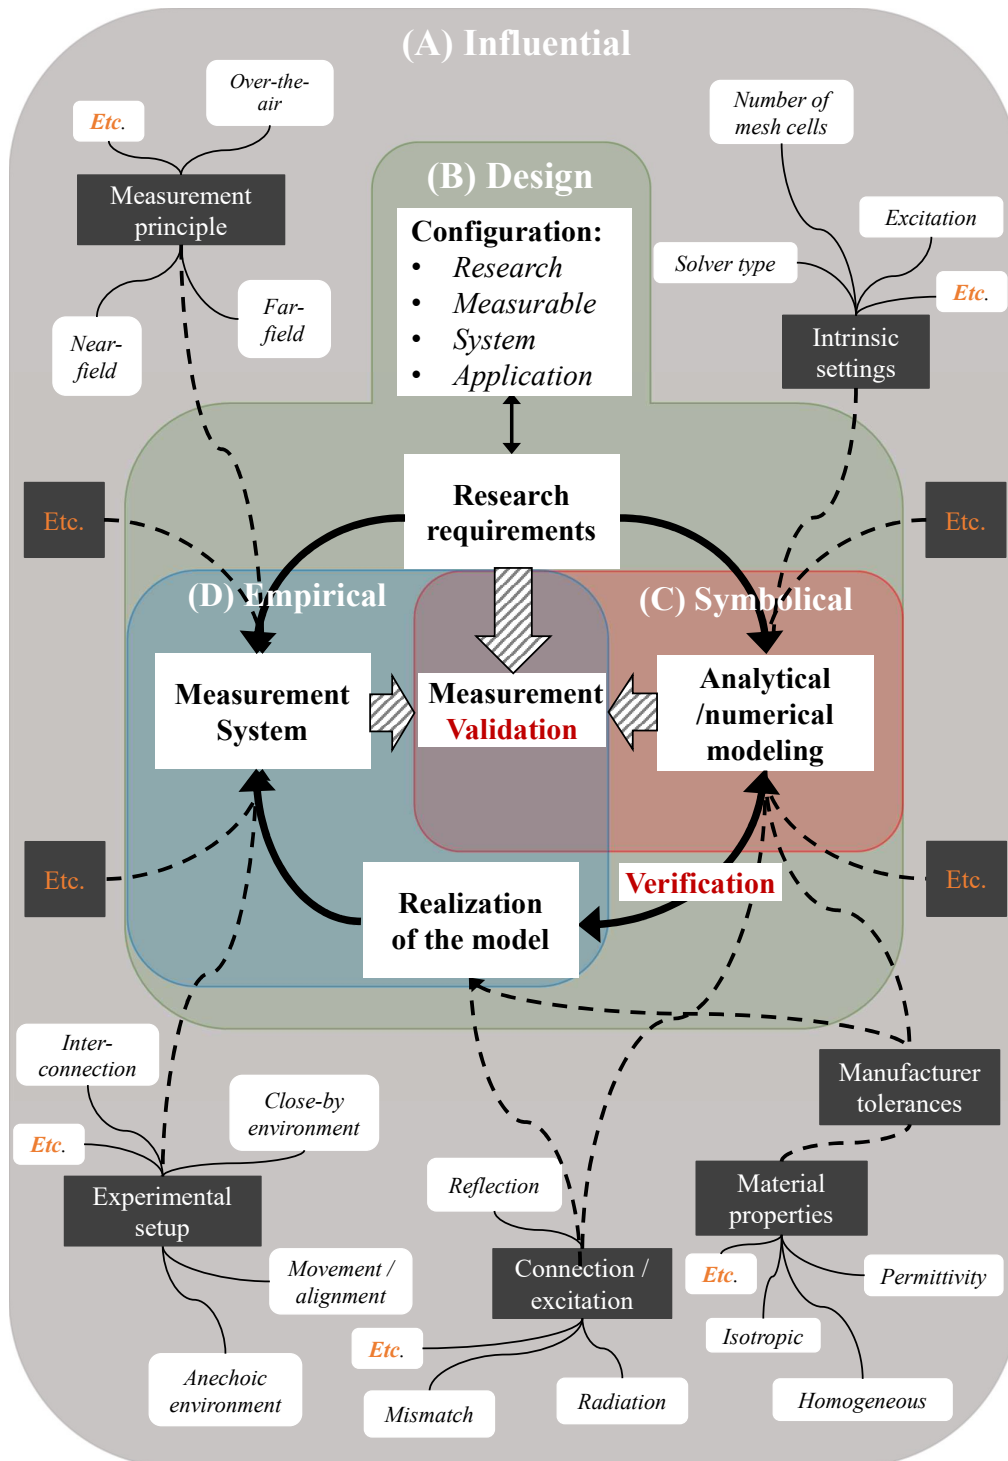 (A) Influential
Over-the-
air
Etc.
Measurement
principle
Near-
field
Far-
field
Number of
mesh cells
Excitation
Solver type
Etc.
Intrinsic
settings
(B) Design
Configuration:
• Research
• Measurable
• System
• Application
Research
requirements
Etc.
Etc.
(D) Empirical
(C) Symbolical
Measurement
System
Measurement
Validation
Analytical
/numerical
modeling
Etc.
Etc.
Verification
Realization
of the model
Inter-
connection
Close-by
environment
Etc.
Experimental
setup
Movement /
alignment
Anechoic
environment
Reflection
Connection /
excitation
Etc.
Mismatch
Radiation
Manufacturer
tolerances
Material
properties
Etc.
Permittivity
Isotropic
Homogeneous